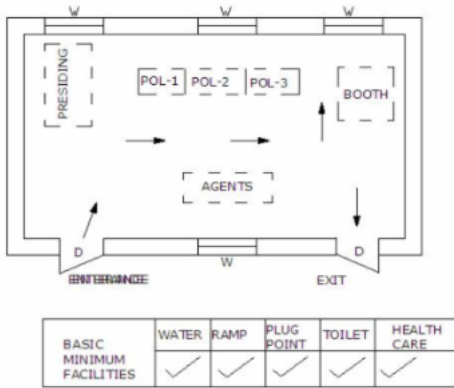 W W W
PRESIDING
POL-1 POL-2 POL-3
BOOTH
AGENTS
D W D
ENTERANCE EXIT
BASIC MINIMUM FACILITIES
WATER RAMP PLUG POINT TOILET HEALTH CARE